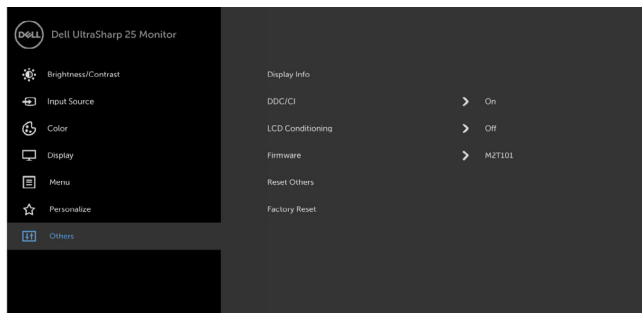 DELL Dell UltraSharp 25 Monitor
Brightness/Contrast
Input Source
Color
Display
Menu
Personalize
Others
Display Info
DDC/CI On
LCD Conditioning Off
Firmware M2T101
Reset Others
Factory Reset